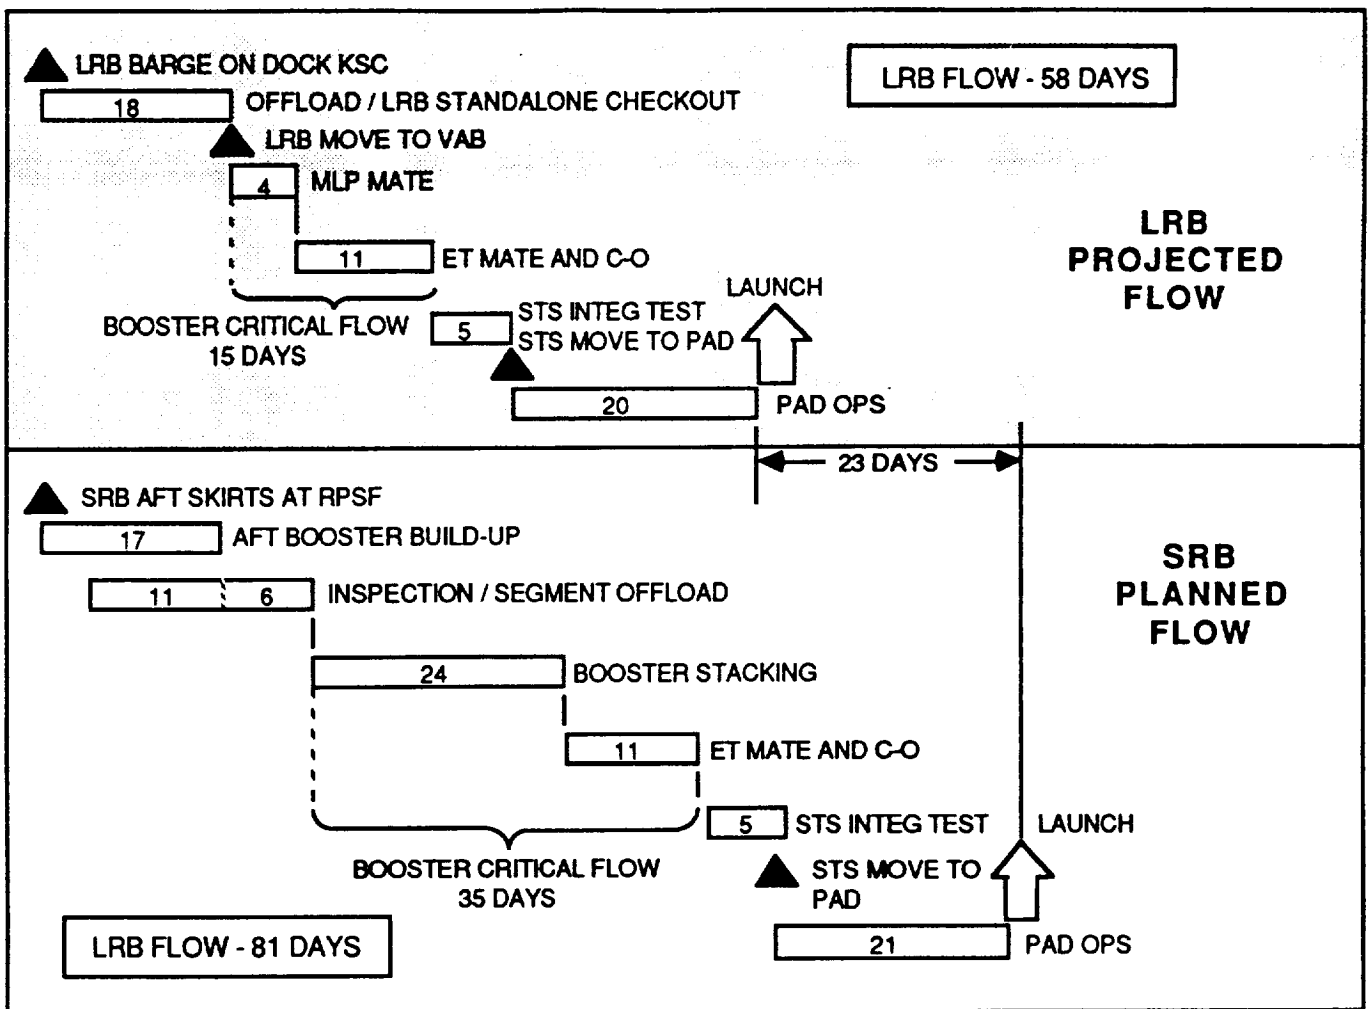 LRB BARGE ON DOCK KSC
LRB FLOW - 58 DAYS
18
OFFLOAD / LRB STANDALONE CHECKOUT
LRB MOVE TO VAB
4
MLP MATE
LRB
PROJECTED
FLOW
11
ET MATE AND C-O
LAUNCH
BOOSTER CRITICAL FLOW
15 DAYS
5
STS INTEG TEST
STS MOVE TO PAD
20
PAD OPS
23 DAYS
SRB AFT SKIRTS AT RPSF
17
AFT BOOSTER BUILD-UP
SRB
PLANNED
FLOW
11
6
INSPECTION / SEGMENT OFFLOAD
24
BOOSTER STACKING
11
ET MATE AND C-O
5
STS INTEG TEST
LAUNCH
BOOSTER CRITICAL FLOW
35 DAYS
STS MOVE TO
PAD
LRB FLOW - 81 DAYS
21
PAD OPS